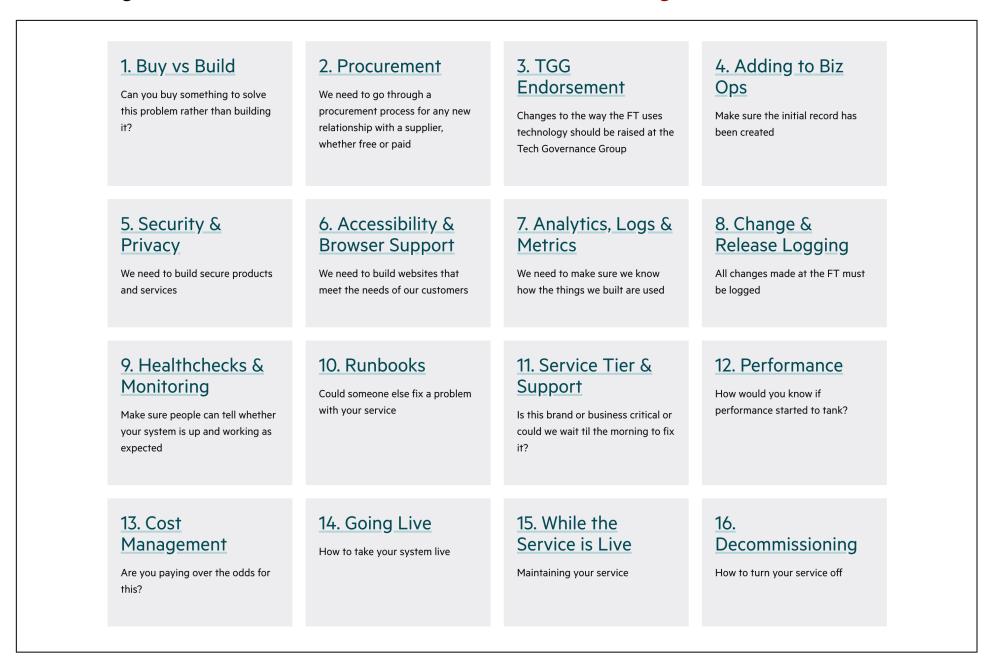 1. Buy vs Build
Can you buy something to solve
this problem rather than building
it?
2. Procurement
We need to go through a
procurement process for any new
relationship with a supplier,
whether free or paid
3. TGG
Endorsement
Changes to the way the FT uses
technology should be raised at the
Tech Governance Group
4. Adding to Biz
Ops
Make sure the initial record has
been created
5. Security &
Privacy
We need to build secure products
and services
6. Accessibility &
Browser Support
We need to build websites that
meet the needs of our customers
7. Analytics, Logs &
Metrics
We need to make sure we know
how the things we built are used
8. Change &
Release Logging
All changes made at the FT must
be logged
9. Healthchecks &
Monitoring
Make sure people can tell whether
your system is up and working as
expected
10. Runbooks
Could someone else fix a problem
with your service
11. Service Tier &
Support
Is this brand or business critical or
could we wait til the morning to fix
it?
12. Performance
How would you know if
performance started to tank?
13. Cost
Management
Are you paying over the odds for
this?
14. Going Live
How to take your system live
15. While the
Service is Live
Maintaining your service
16.
Decommissioning
How to turn your service off